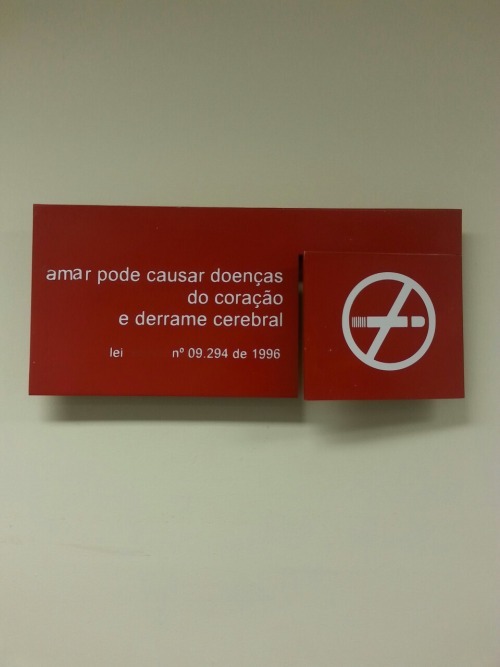 amar pode causar doenças
do coração
e derrame cerebral
lei nº 09.294 de 1996